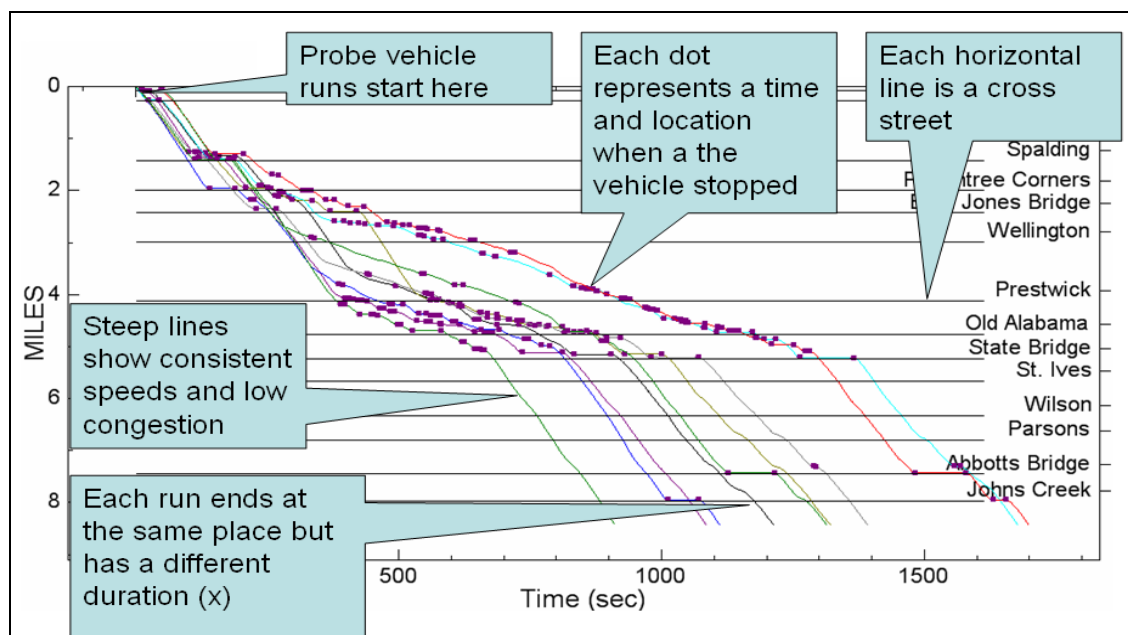 Probe vehicle
runs start here
Each dot
represents a time
and location
when a the
vehicle stopped
Each horizontal
line is a cross
street
0
2
4
6
8
MILES
Spalding
Corners
Jones Bridge
Wellington
Prestwick
Old Alabama
State Bridge
St. Ives
Wilson
Parsons
Abbotts Bridge
Johns Creek
Steep lines
show consistent
speeds and low
congestion
Each run ends at
the same place but
has a different
duration (x)
500
1000
1500
Time (sec)